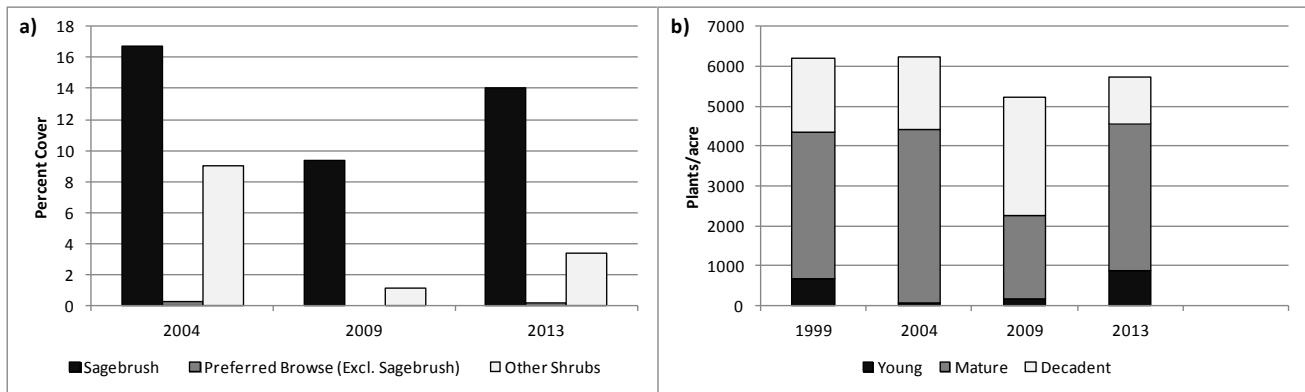 a)
Percent Cover
18
16
14
12
10
8
6
4
2
0
2004 2009 2013
Sagebrush Preferred Browse (Excl. Sagebrush) Other Shrubs
b)
Plants/acre
7000
6000
5000
4000
3000
2000
1000
0
1999 2004 2009 2013
Young Mature Decadent